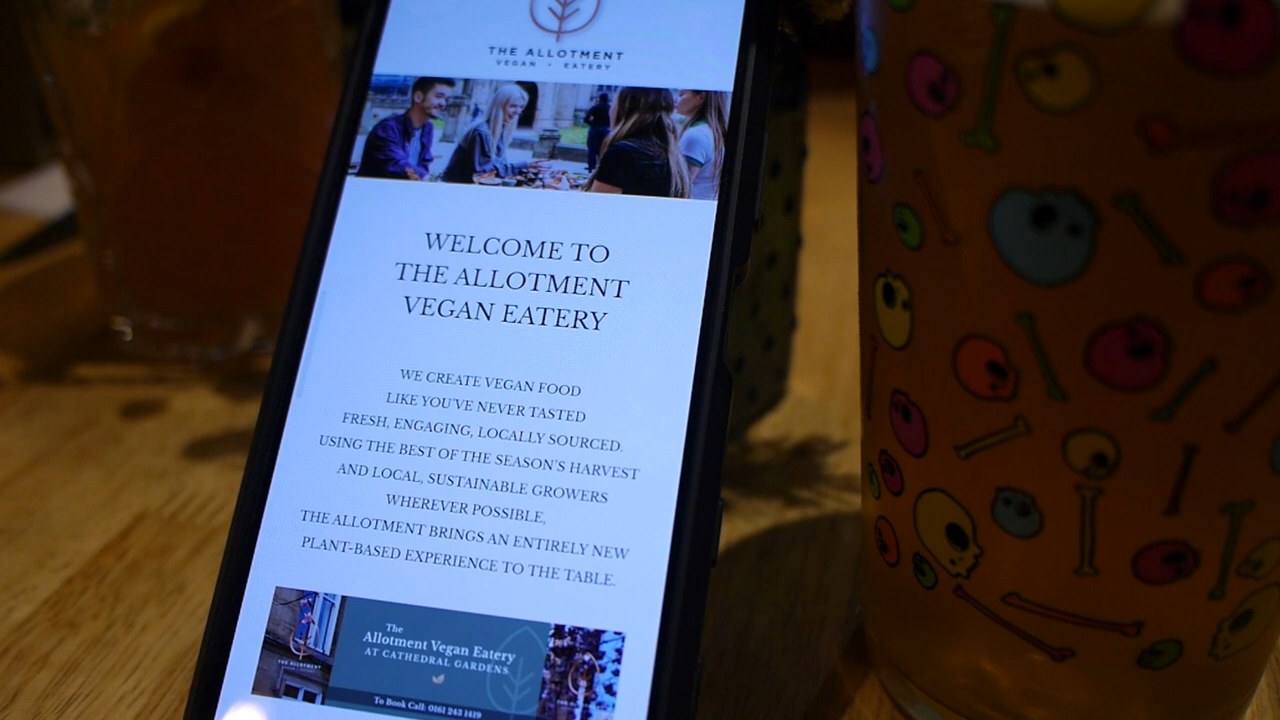 THE ALLOTMENT
VEGAN • EATERY
WELCOME TO
THE ALLOTMENT
VEGAN EATERY
WE CREATE VEGAN FOOD
LIKE YOU'VE NEVER TASTED
FRESH, ENGAGING, LOCALLY SOURCED.
USING THE BEST OF THE SEASON'S HARVEST
AND LOCAL, SUSTAINABLE GROWERS
WHEREVER POSSIBLE,
THE ALLOTMENT BRINGS AN ENTIRELY NEW
PLANT-BASED EXPERIENCE TO THE TABLE.
The
Allotment Vegan Eatery
AT CATHEDRAL GARDENS
THE ALLOTMENT
To Book Call: 0161 243 1419